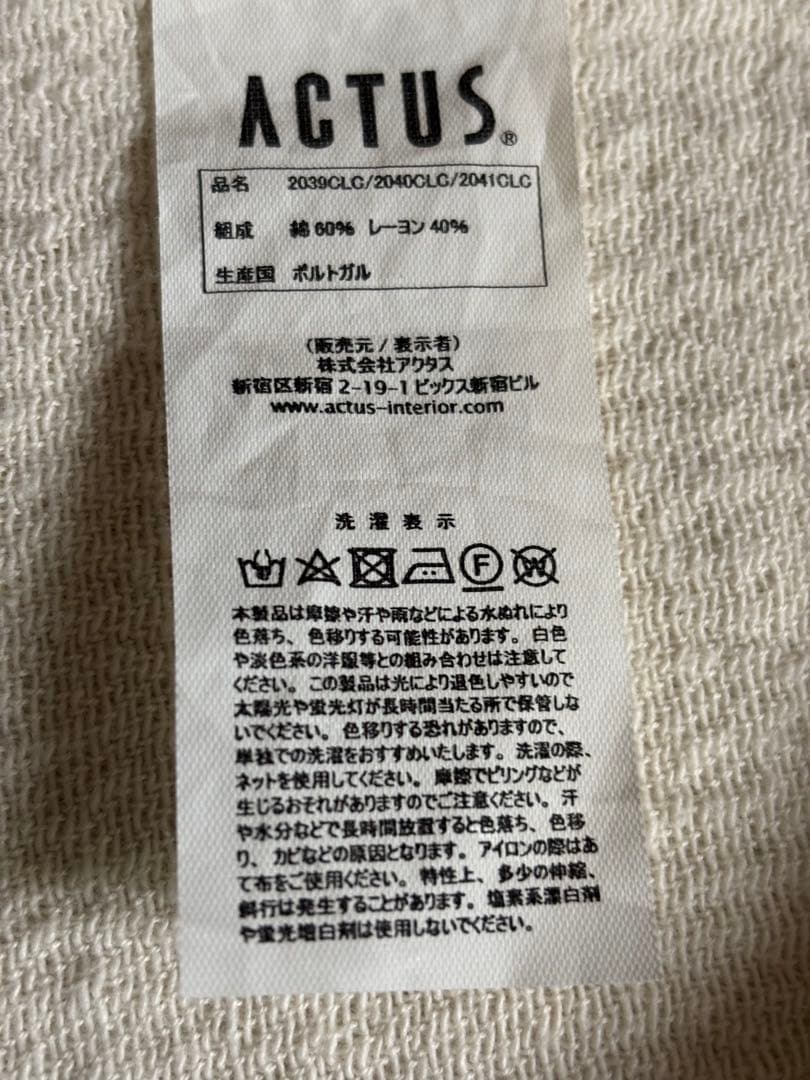 ACTUS®
品名 2039CLC/2040CLC/2041CLC
組成 綿60% レーヨン40%
生産国 ポルトガル
(販売元/表示者)
株式会社アクタス
新宿区新宿2-19-1ビックス新宿ビル
www.actus-interior.com
洗濯表示
F W
本製品は摩擦や汗や雨などによる水ぬれにより
色落ち、色移りする可能性があります。白色
や淡色系の洋服等との組み合わせは注意して
ください。この製品は光により退色しやすいので
太陽光や蛍光灯が長時間当たる所で保管しな
いでください。色移りする恐れがありますので、
単独での洗濯をおすすめいたします。洗濯の際、
ネットを使用してください。摩擦でピリングなどが
生じるおそれがありますのでご注意ください。汗
や水分などで長時間放置すると色落ち、色移
り、カビなどの原因となります。アイロンの際はあ
て布をご使用ください。特性上、多少の伸縮、
斜行は発生することがあります。塩素系漂白剤
や蛍光増白剤は使用しないでください。